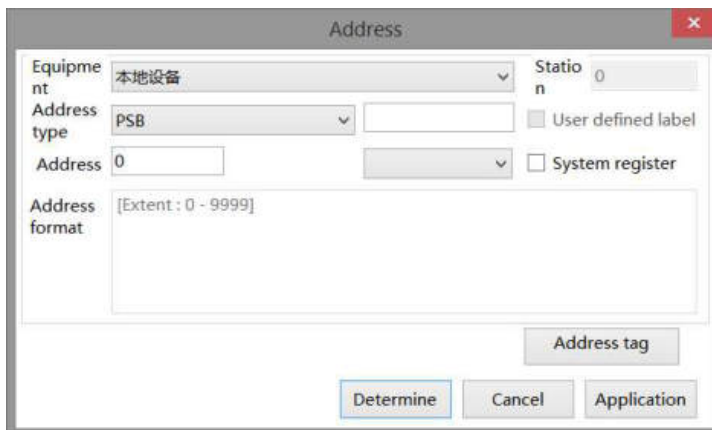 Address
×
Equipme
nt
本地设备
Statio
n
0
Address
type
PSB
User defined label
Address
0
System register
Address
format
[Extent : 0 - 9999]
Address tag
Determine
Cancel
Application